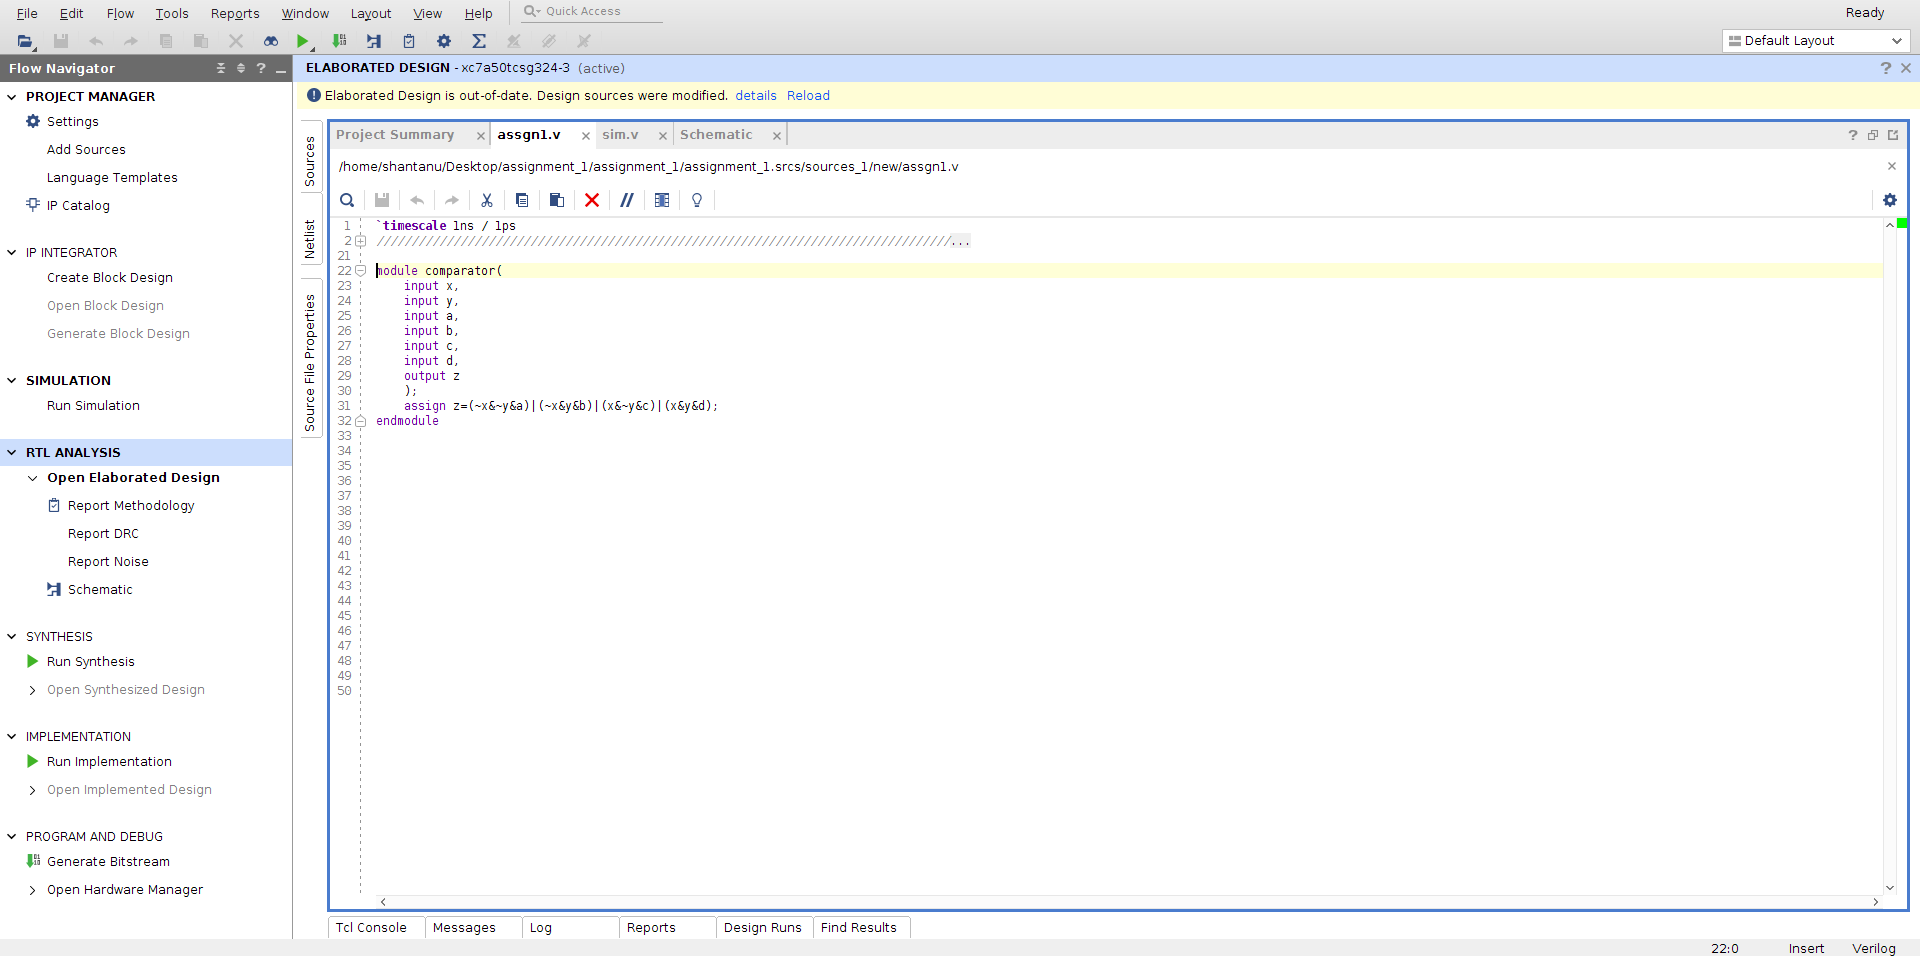 File Edit Flow Tools Reports Window Layout View Help Quick Access Ready
Default Layout
Flow Navigator ?
PROJECT MANAGER
Settings
Add Sources
Language Templates
IP Catalog
IP INTEGRATOR
Create Block Design
Open Block Design
Generate Block Design
SIMULATION
Run Simulation
RTL ANALYSIS
Open Elaborated Design
Report Methodology
Report DRC
Report Noise
Schematic
SYNTHESIS
Run Synthesis
Open Synthesized Design
IMPLEMENTATION
Run Implementation
Open Implemented Design
PROGRAM AND DEBUG
Generate Bitstream
Open Hardware Manager
ELABORATED DESIGN - xc7a50tcsg324-3 (active) ?
Elaborated Design is out-of-date. Design sources were modified. details Reload
Sources
Netlist
Source File Properties
Project Summary assgn1.v sim.v Schematic ?
/home/shantanu/Desktop/assignment_1/assignment_1.srcs/sources_1/new/assgn1.v
1 `timescale 1ns / 1ps
2 //////////////////////////////////////////////////////////////////////////////////...
21
22 module comparator(
23 input x,
24 input y,
25 input a,
26 input b,
27 input c,
28 input d,
29 output z
30 );
31 assign z=(~x&~y&a)|(~x&y&b)|(x&~y&c)|(x&y&d);
32 endmodule
33
34
35
36
37
38
39
40
41
42
43
44
45
46
47
48
49
50
Tcl Console Messages Log Reports Design Runs Find Results
22:0 Insert Verilog